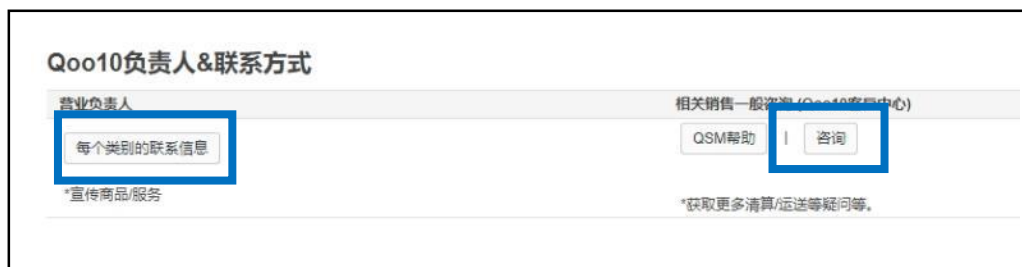 Qoo10负责人&联系方式
营业负责人
相关销售一般咨询 (Qoo10客户中心)
每个类别的联系信息
QSM帮助 | 咨询
*宣传商品/服务
*获取更多清算/运送等疑问等。